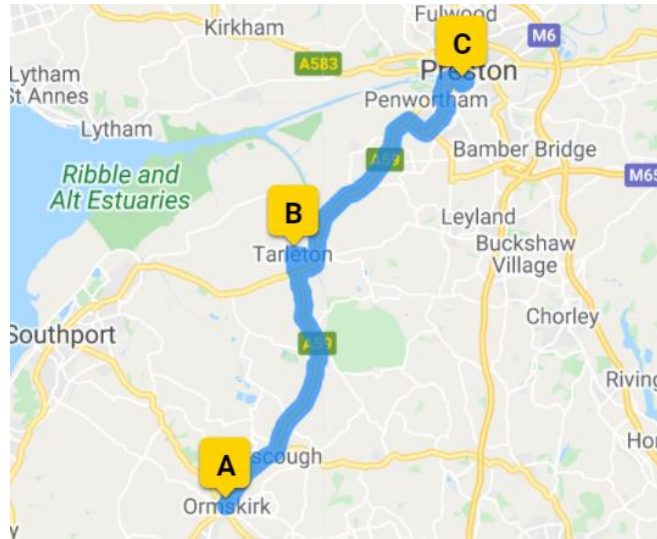 Fulwood
Kirkham
M6
C
A583
Preston
Lytham
St Annes
Penwortham
Lytham
A59
Bamber Bridge
M65
Ribble and
Alt Estuaries
B
Leyland
Tarleton
Buckshaw
Village
Southport
Chorley
A59
Riving
A
scough
Ho
Ormskirk
y